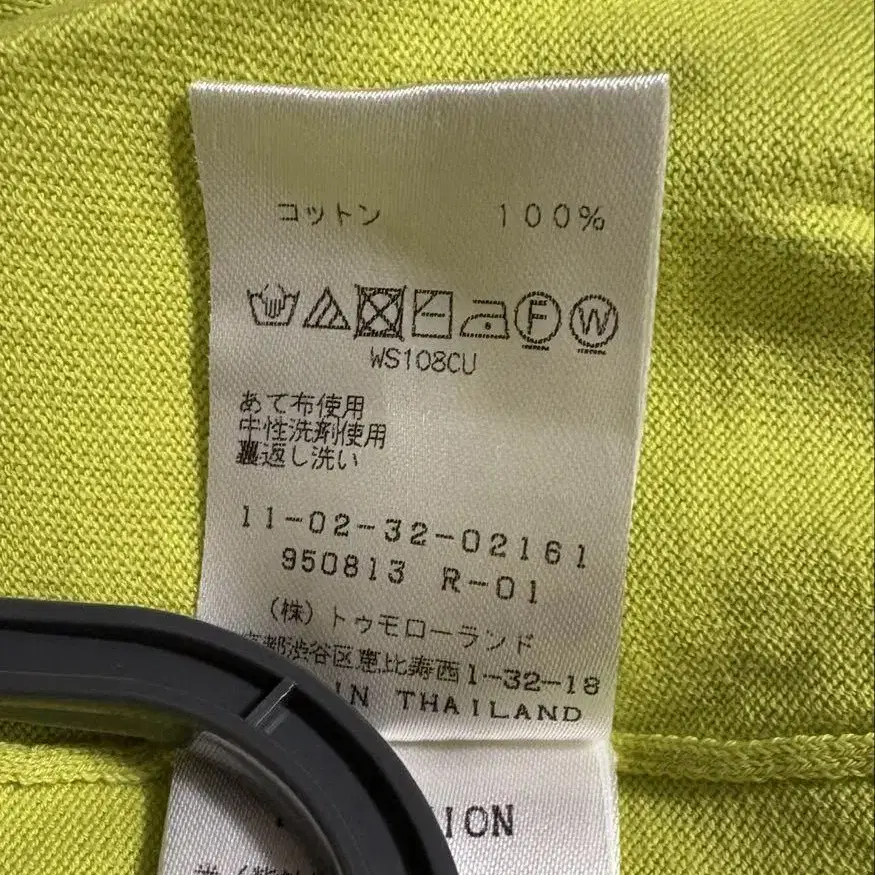 コットン 100%
F W
WS108CU
あて布使用
中性洗剤使用
裏返し洗い
11-02-32-02161
950813 R-01
(株)トゥモローランド
都渋谷区恵比寿西1-32-18
IN THAILAND
ION